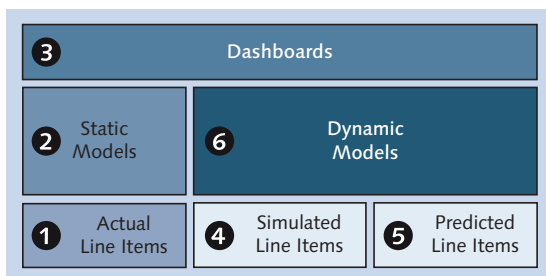 3 Dashboards
2 Static
Models
6 Dynamic
Models
1 Actual
Line Items
4 Simulated
Line Items
5 Predicted
Line Items